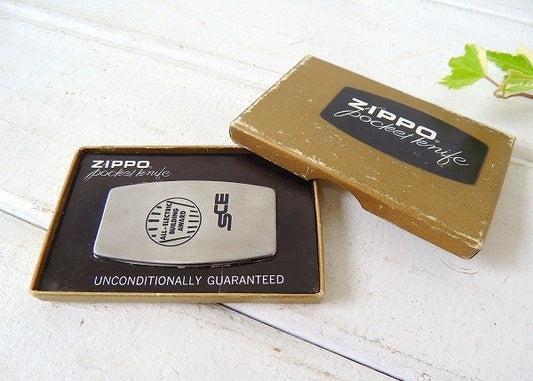 ZIPPO®
pocket knife
ZIPPO®
pocket knife
ALL-ELECTRIC
BUILDING
AWARD
SCE
UNCONDITIONALLY GUARANTEED